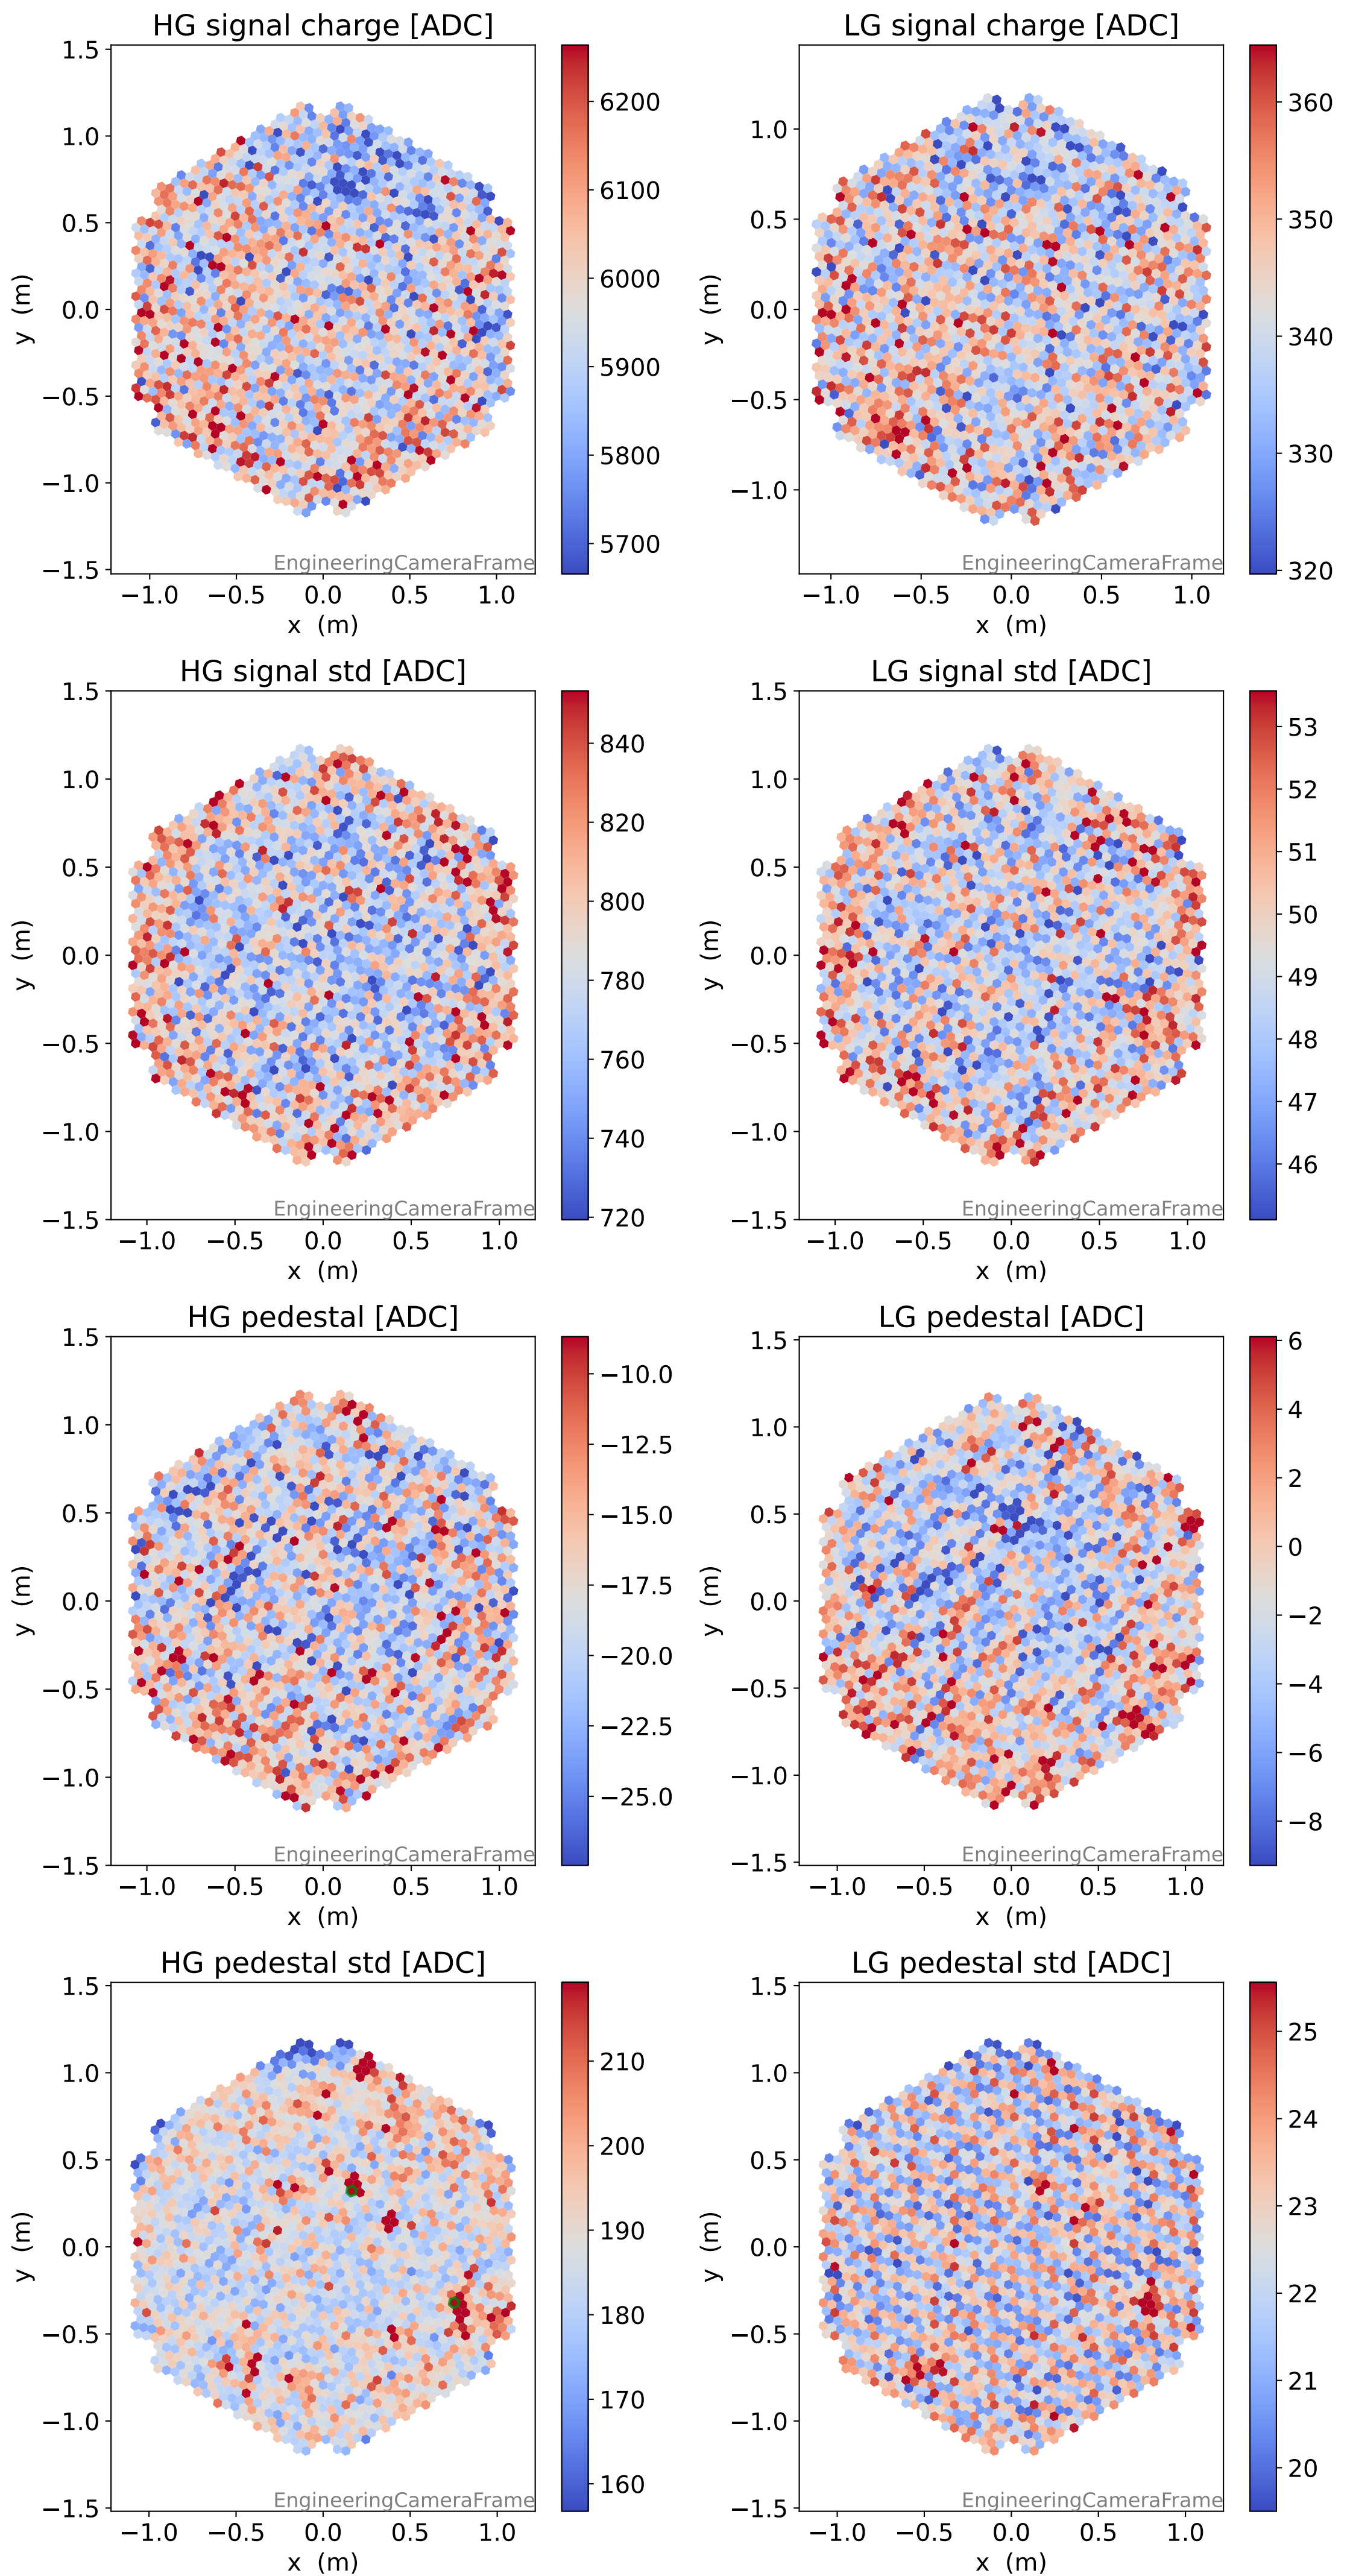 HG signal charge [ADC]
1.5
1.0
0.5
0.0
−0.5
−1.0
−1.5
y (m)
−1.0 −0.5 0.0 0.5 1.0
x (m)
EngineeringCameraFrame
6200
6100
6000
5900
5800
5700
LG signal charge [ADC]
1.0
0.5
0.0
−0.5
−1.0
y (m)
−1.0 −0.5 0.0 0.5 1.0
x (m)
EngineeringCameraFrame
360
350
340
330
320
HG signal std [ADC]
1.5
1.0
0.5
0.0
−0.5
−1.0
−1.5
y (m)
−1.0 −0.5 0.0 0.5 1.0
x (m)
EngineeringCameraFrame
840
820
800
780
760
740
720
LG signal std [ADC]
1.5
1.0
0.5
0.0
−0.5
−1.0
−1.5
y (m)
−1.0 −0.5 0.0 0.5 1.0
x (m)
EngineeringCameraFrame
53
52
51
50
49
48
47
46
HG pedestal [ADC]
1.5
1.0
0.5
0.0
−0.5
−1.0
−1.5
y (m)
−1.0 −0.5 0.0 0.5 1.0
x (m)
EngineeringCameraFrame
−10.0
−12.5
−15.0
−17.5
−20.0
−22.5
−25.0
LG pedestal [ADC]
1.5
1.0
0.5
0.0
−0.5
−1.0
−1.5
y (m)
−1.0 −0.5 0.0 0.5 1.0
x (m)
EngineeringCameraFrame
6
4
2
0
−2
−4
−6
−8
HG pedestal std [ADC]
1.5
1.0
0.5
0.0
−0.5
−1.0
−1.5
y (m)
−1.0 −0.5 0.0 0.5 1.0
x (m)
EngineeringCameraFrame
210
200
190
180
170
160
LG pedestal std [ADC]
1.5
1.0
0.5
0.0
−0.5
−1.0
−1.5
y (m)
−1.0 −0.5 0.0 0.5 1.0
x (m)
EngineeringCameraFrame
25
24
23
22
21
20